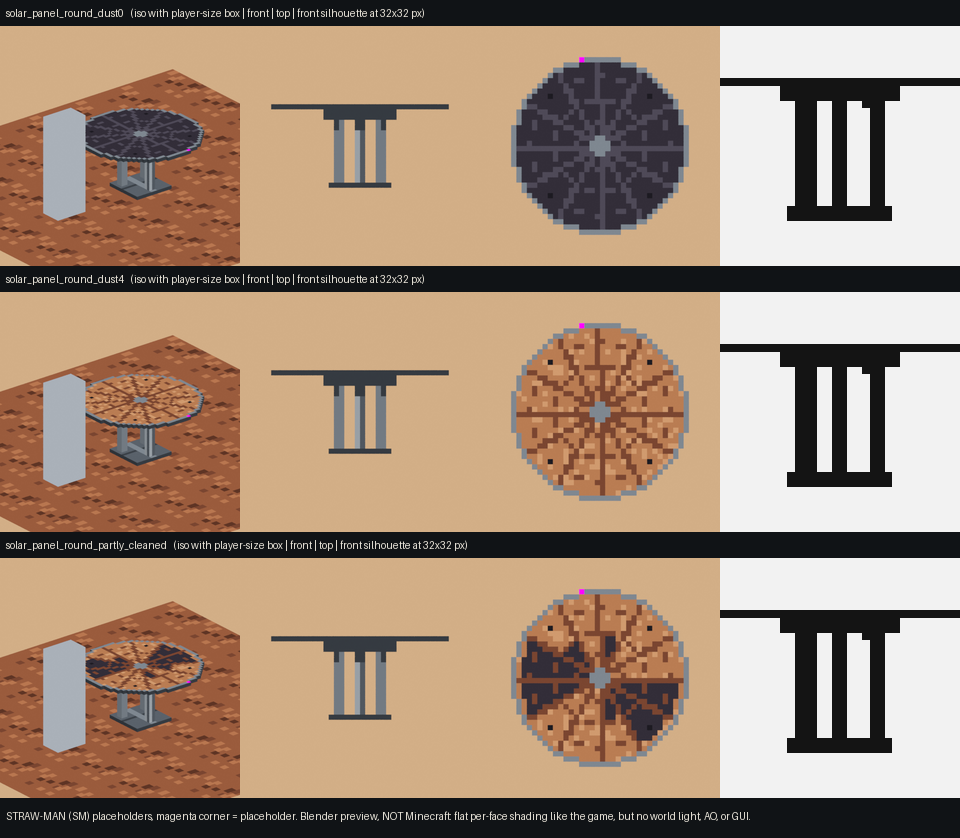 solar_panel_round_dust0 (iso with player-size box | front | top | front silhouette at 32x32 px)
solar_panel_round_dust4 (iso with player-size box | front | top | front silhouette at 32x32 px)
solar_panel_round_partly_cleaned (iso with player-size box | front | top | front silhouette at 32x32 px)
STRAW-MAN (SM) placeholders, magenta corner = placeholder. Blender preview, NOT Minecraft: flat per-face shading like the game, but no world light, AO, or GUI.